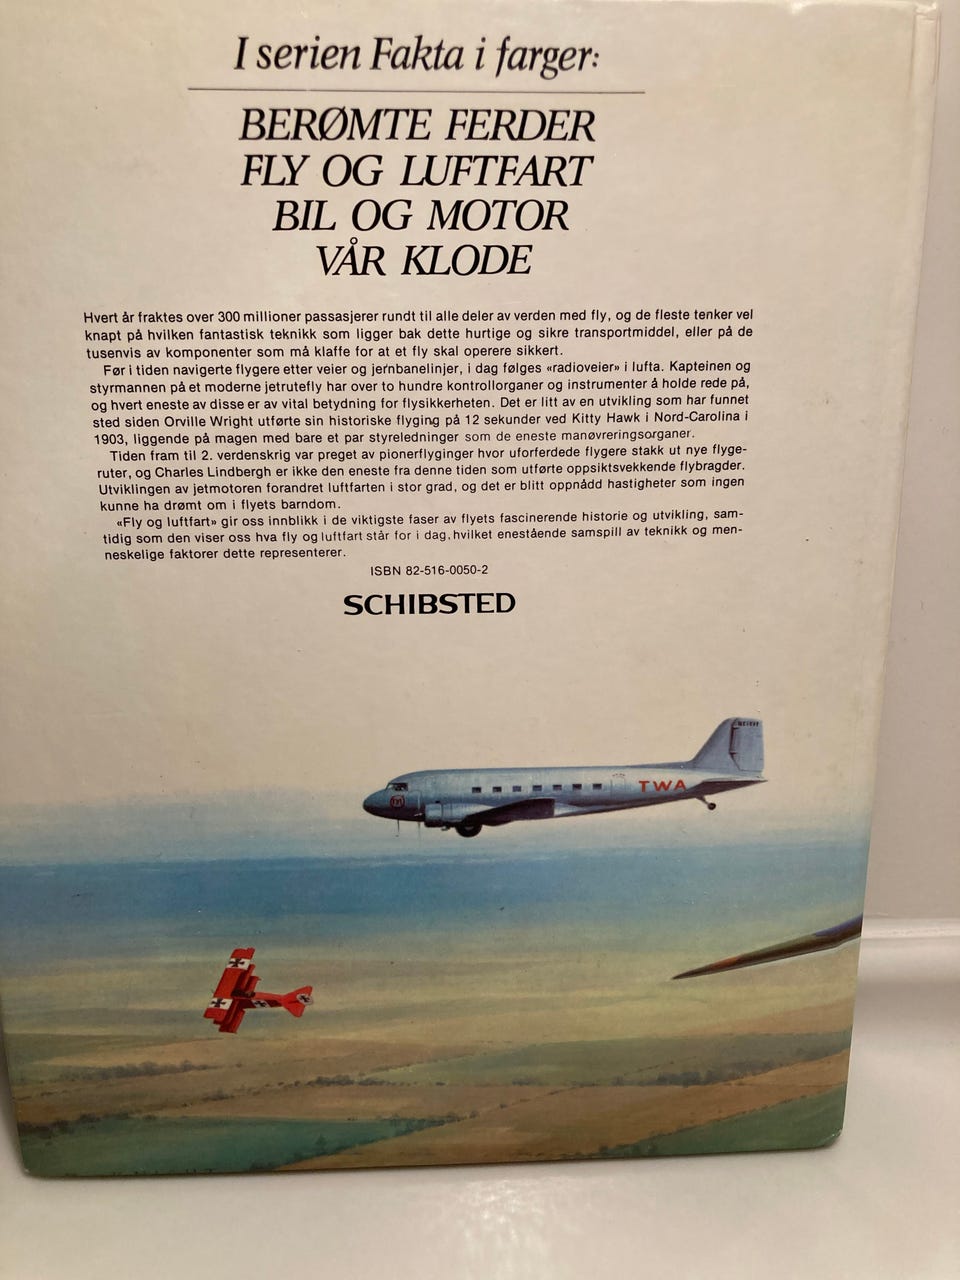 I serien Fakta i farger:
BERØMTE FERDER
FLY OG LUFTFART
BIL OG MOTOR
VÅR KLODE
Hvert år fraktes over 300 millioner passasjerer rundt til alle deler av verden med fly, og de fleste tenker vel
knapt på hvilken fantastisk teknikk som ligger bak dette hurtige og sikre transportmiddel, eller på de
tusenvis av komponenter som må klaffe for at et fly skal operere sikkert.
Før i tiden navigerte flygere etter veier og jernbanelinjer, i dag følges «radioveier» i lufta. Kapteinen og
styrmannen på et moderne jetrutefly har over to hundre kontrollorganer og instrumenter å holde rede på,
og hvert eneste av disse er av vital betydning for flysikkerheten. Det er litt av en utvikling som har funnet
sted siden Orville Wright utførte sin historiske flyging på 12 sekunder ved Kitty Hawk i Nord-Carolina i
1903, liggende på magen med bare et par styreledninger som de eneste manøvreringsorganer.
Tiden fram til 2. verdenskrig var preget av pionerflyginger hvor uforferdede flygere stakk ut nye flyge-
ruter, og Charles Lindbergh er ikke den eneste fra denne tiden som utførte oppsiktsvekkende flybragder.
Utviklingen av jetmotoren forandret luftfarten i stor grad, og det er blitt oppnådd hastigheter som ingen
kunne ha drømt om i flyets barndom.
«Fly og luftfart» gir oss innblikk i de viktigste faser av flyets fascinerende historie og utvikling, sam-
tidig som den viser oss hva fly og luftfart står for i dag, hvilket enestående samspill av teknikk og men-
neskelige faktorer dette representerer.
ISBN 82-516-0050-2
SCHIBSTED
TWA